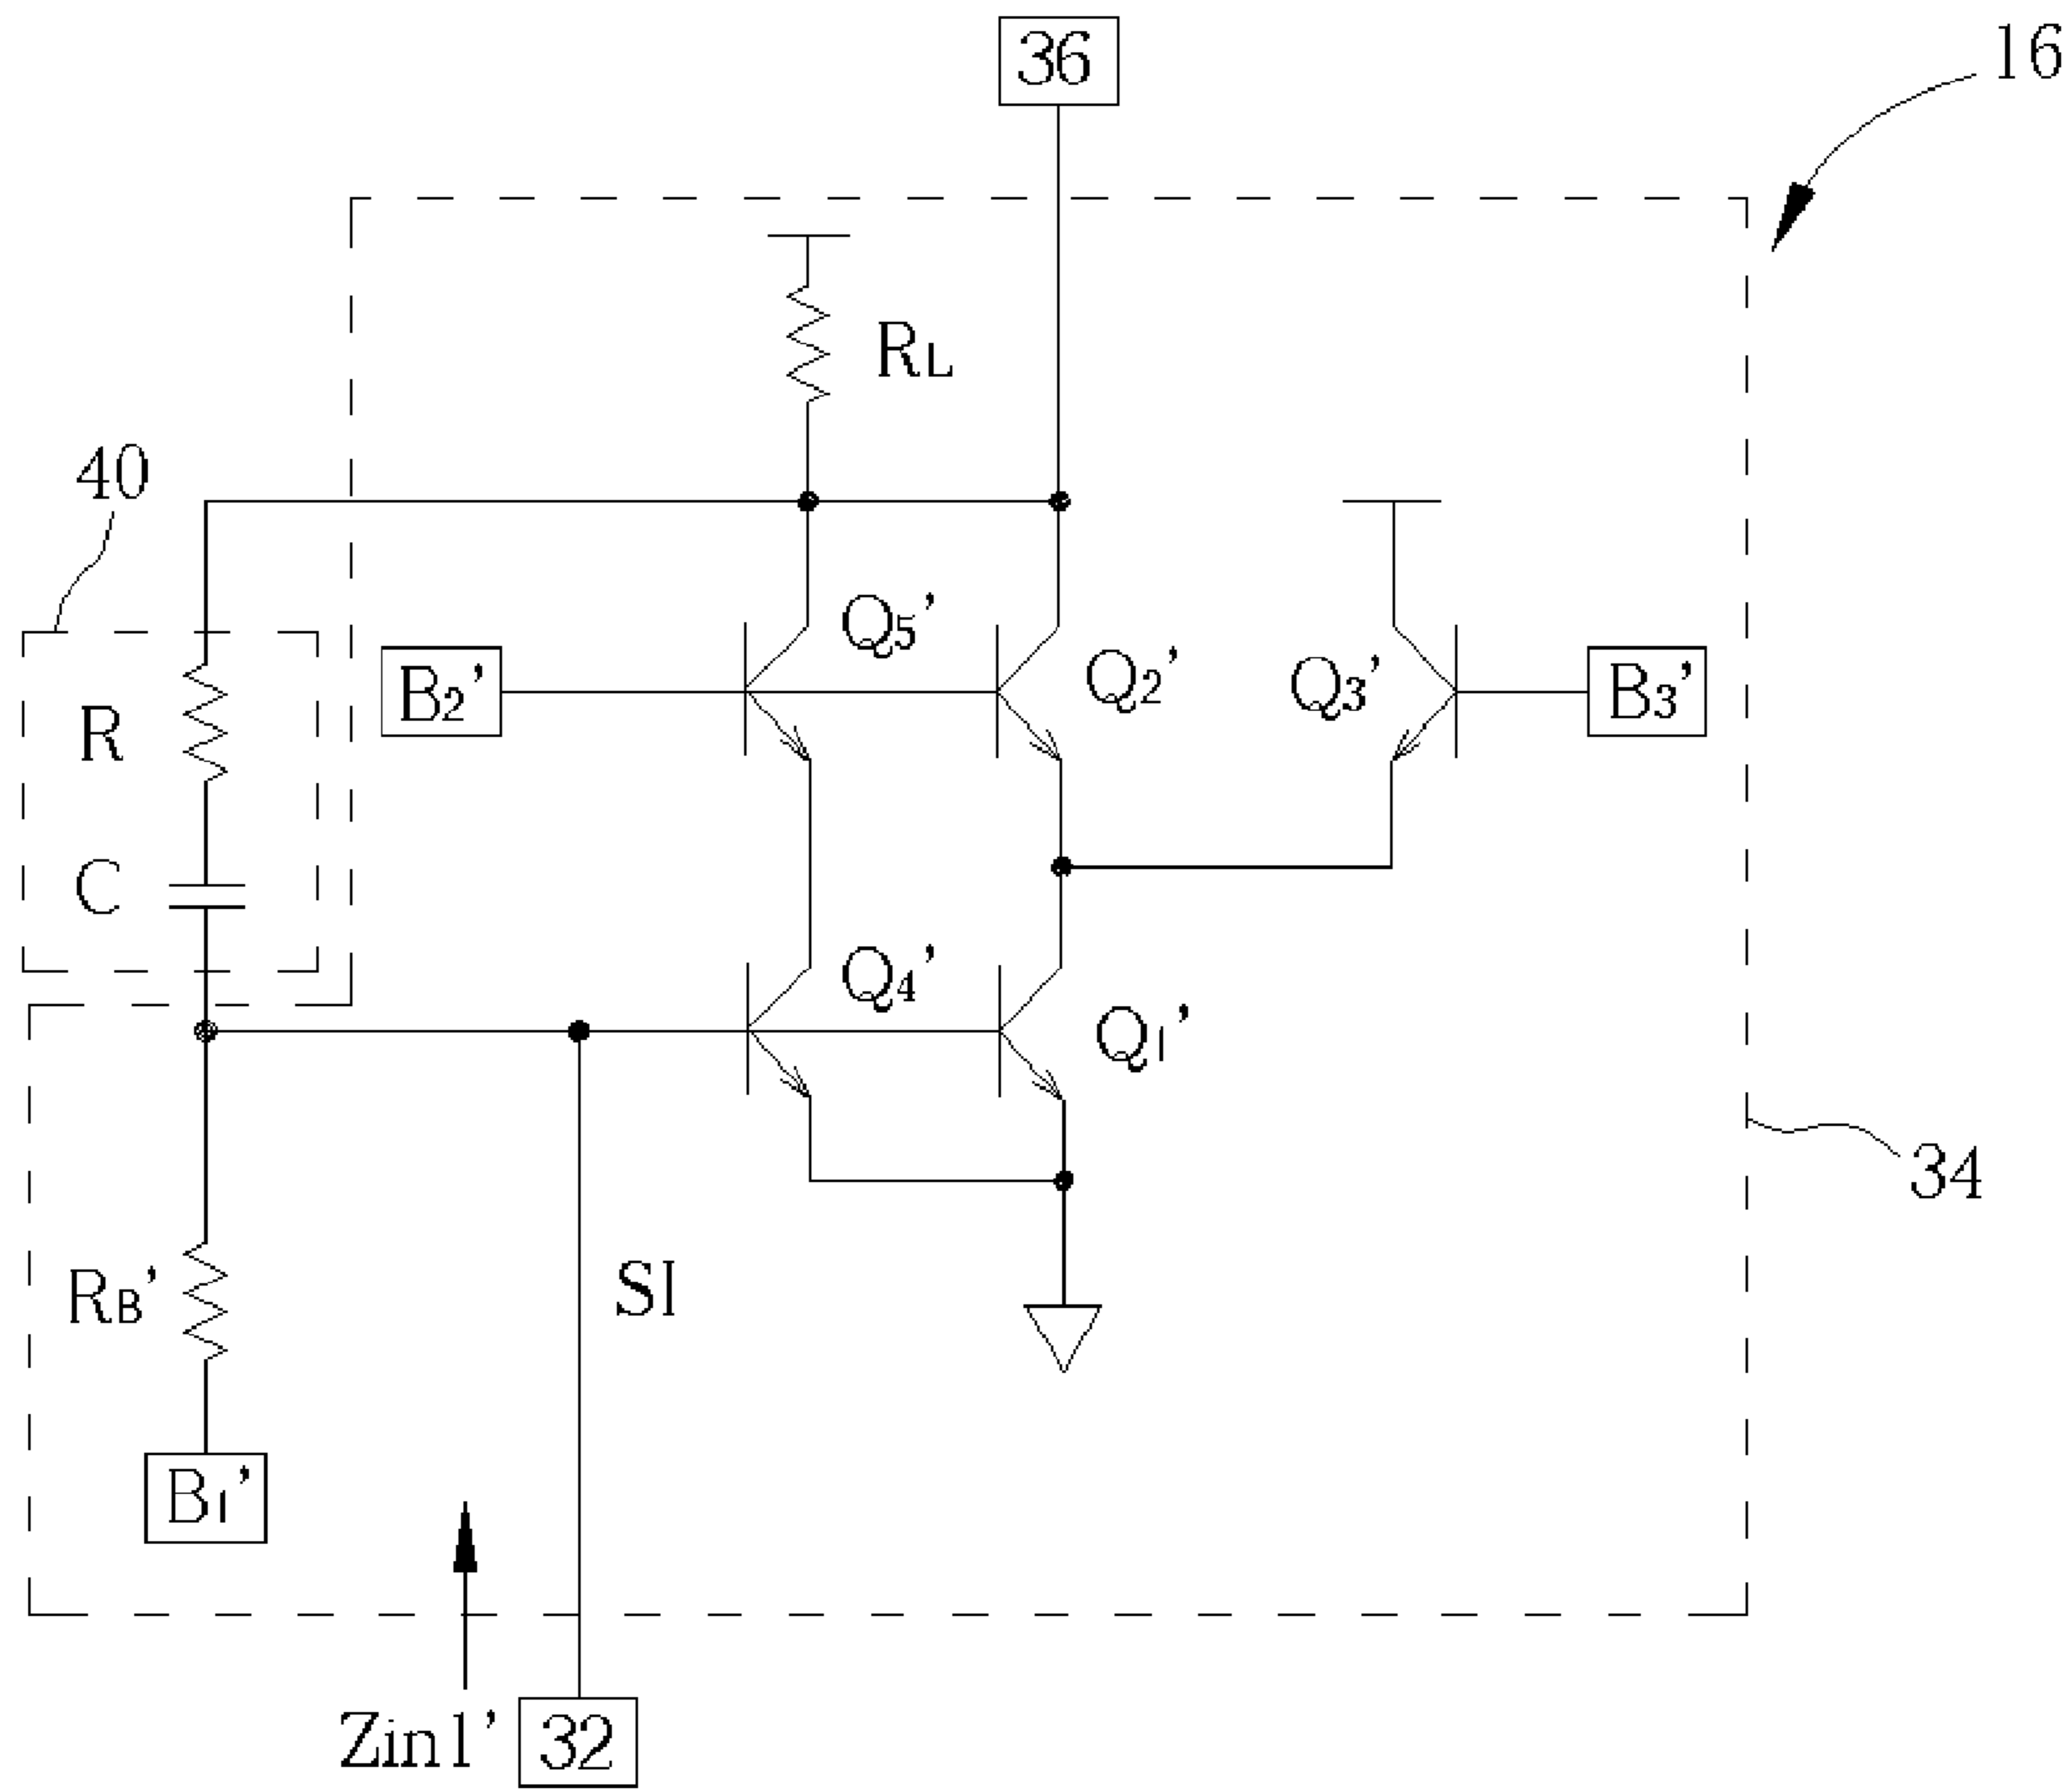 36
16
RL
40
Q5'
B2'
Q2'
Q3'
B3'
R
C
Q4'
Q1'
34
RB'
SI
B1'
Zin1'
32